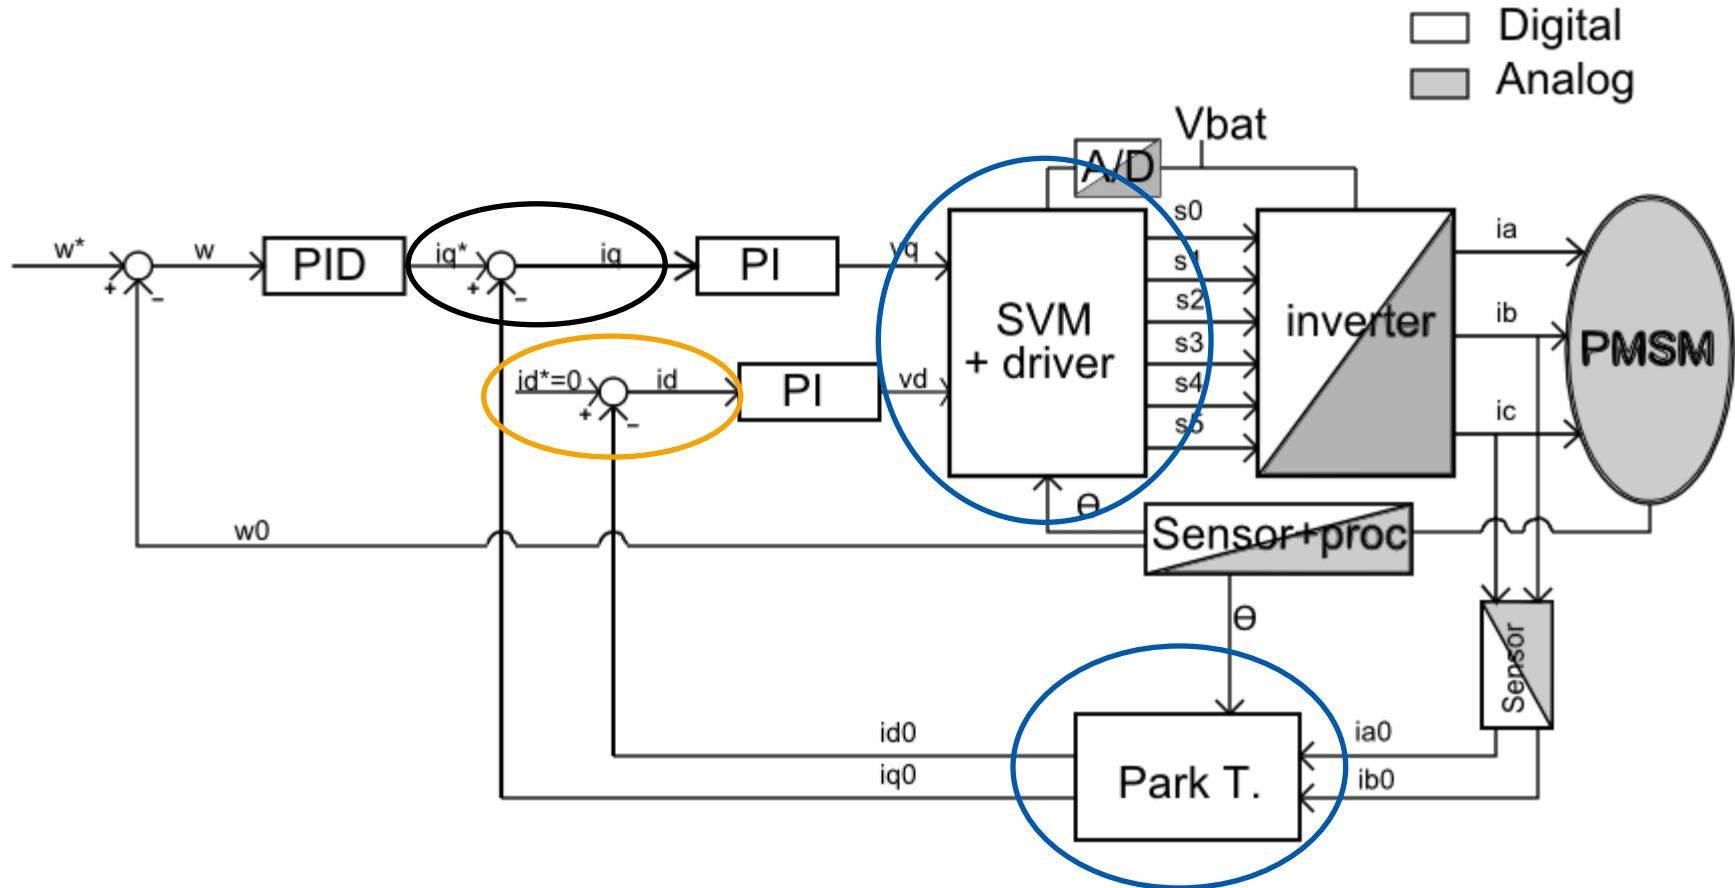 Digital
Analog
Vbat
A/D
w*
w
PID
iq*
iq
PI
vq
+
-
+
-
s0
s1
s2
s3
s4
s5
SVM
+ driver
inverter
ia
ib
ic
PMSM
id*=0
id
PI
vd
+
-
Θ
w0
Sensor+proc
Θ
Sensor
id0
iq0
Park T.
ia0
ib0